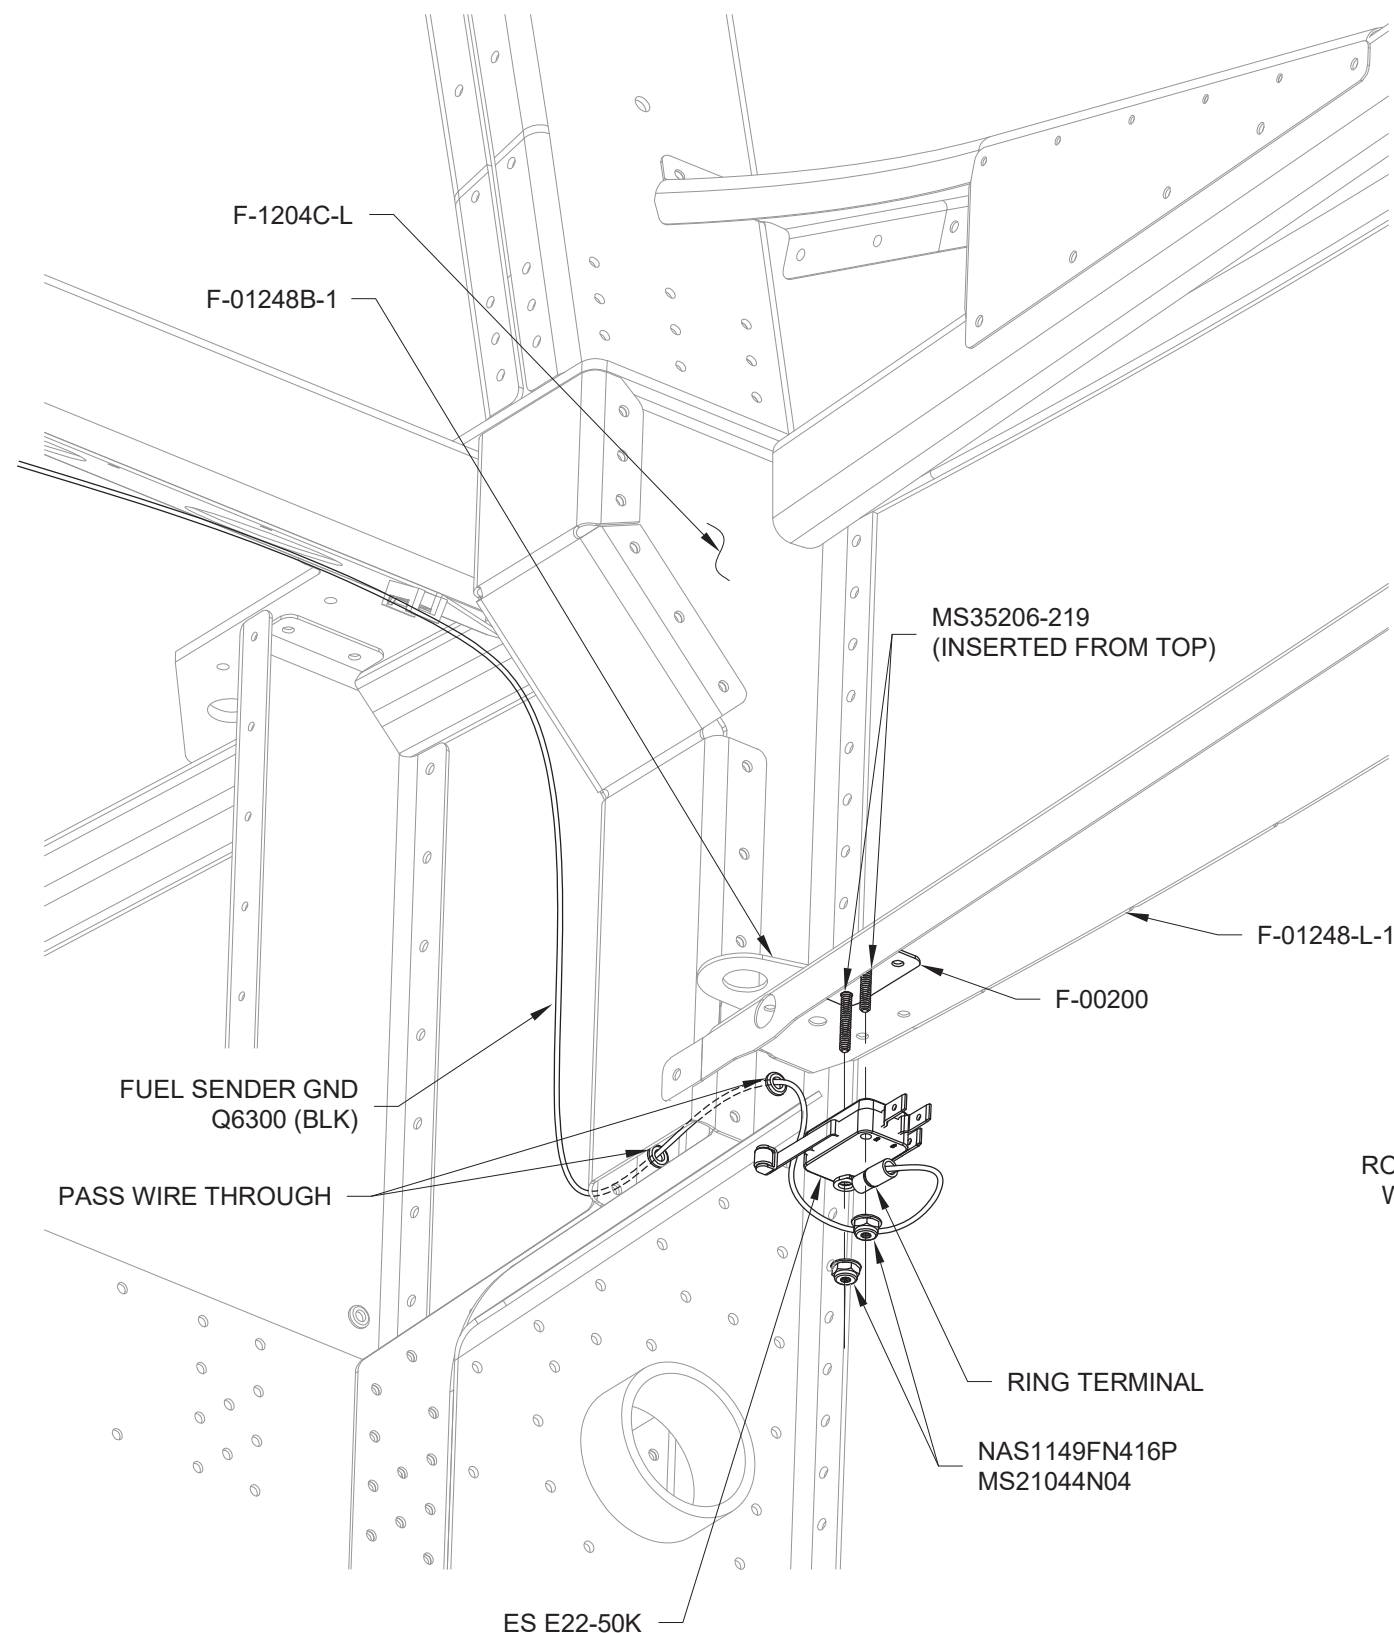 F-1204C-L
F-01248B-1
MS35206-219
(INSERTED FROM TOP)
F-01248-L-1
F-00200
FUEL SENDER GND
Q6300 (BLK)
PASS WIRE THROUGH
RO
W
RING TERMINAL
NAS1149FN416P
MS21044N04
ES E22-50K